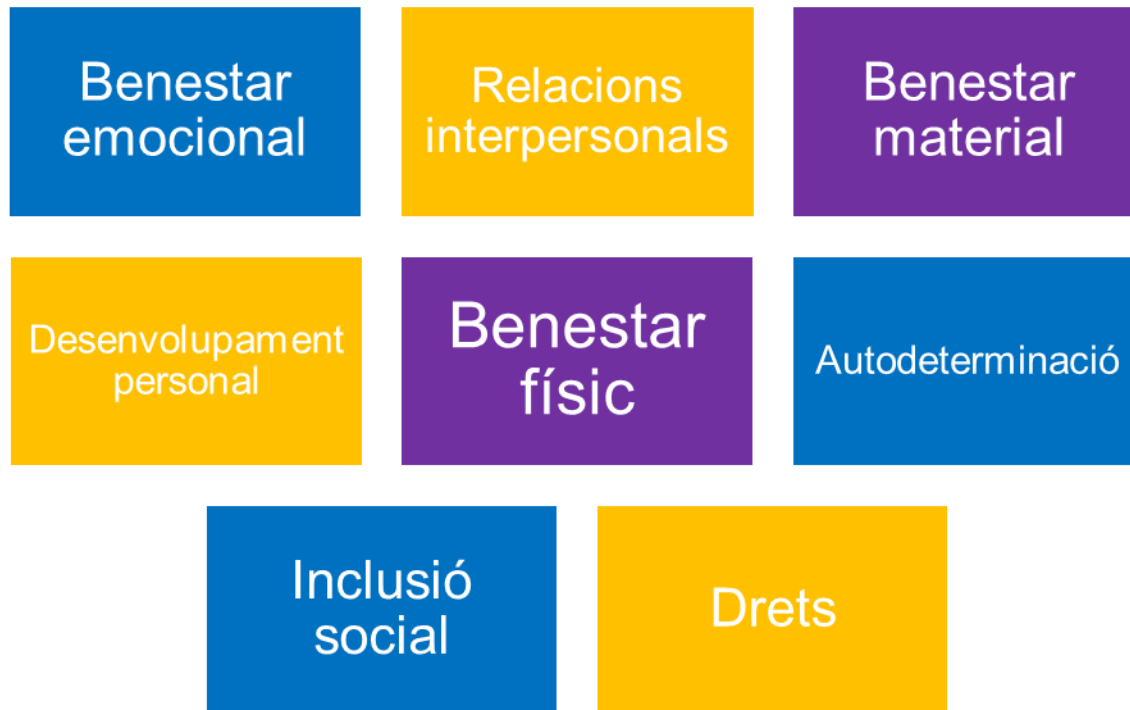 Benestar
emocional
Relacions
interpersonals
Benestar
material
Desenvolupament
personal
Benestar
físic
Autodeterminació
Inclusió
social
Drets